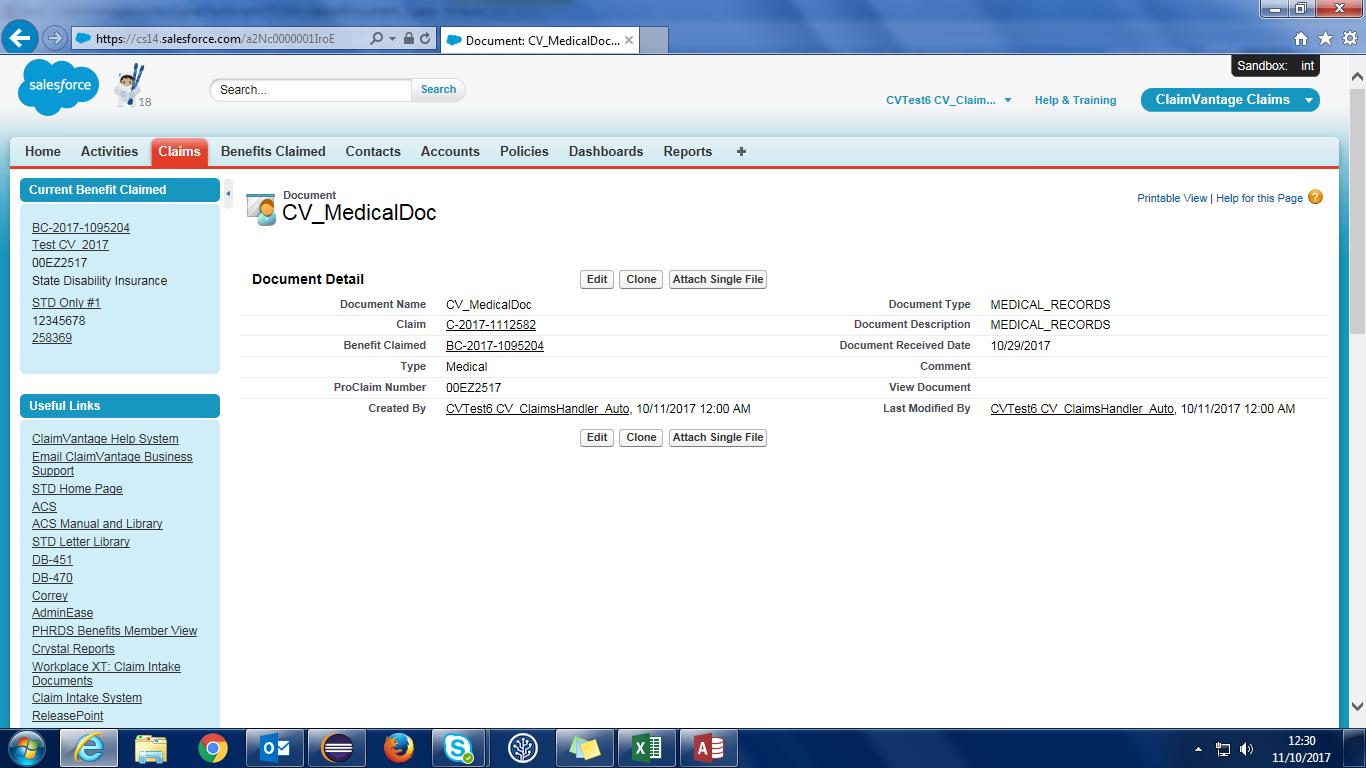 https://cs14.salesforce.com/a2Nc0000001IroE
Document: CV_MedicalDoc...
Sandbox: int
salesforce
18
Search...
Search
CVTest6 CV_Claim...
Help & Training
ClaimVantage Claims
Home Activities Claims Benefits Claimed Contacts Accounts Policies Dashboards Reports +
Current Benefit Claimed
BC-2017-1095204
Test CV_2017
00EZ2517
State Disability Insurance
STD Only #1
12345678
258369
Useful Links
ClaimVantage Help System
Email ClaimVantage Business
Support
STD Home Page
ACS
ACS Manual and Library
STD Letter Library
DB-451
DB-470
Correy
AdminEase
PHRDS Benefits Member View
Crystal Reports
Workplace XT: Claim Intake
Documents
Claim Intake System
ReleasePoint
Document
CV_MedicalDoc
Printable View | Help for this Page ?
Document Detail
Edit Clone Attach Single File
Document Name CV_MedicalDoc Document Type MEDICAL_RECORDS
Claim C-2017-1112582 Document Description MEDICAL_RECORDS
Benefit Claimed BC-2017-1095204 Document Received Date 10/29/2017
Type Medical Comment
ProClaim Number 00EZ2517 View Document
Created By CVTest6 CV_ClaimsHandler_Auto, 10/11/2017 12:00 AM Last Modified By CVTest6 CV_ClaimsHandler_Auto, 10/11/2017 12:00 AM
Edit Clone Attach Single File
12:30
11/10/2017